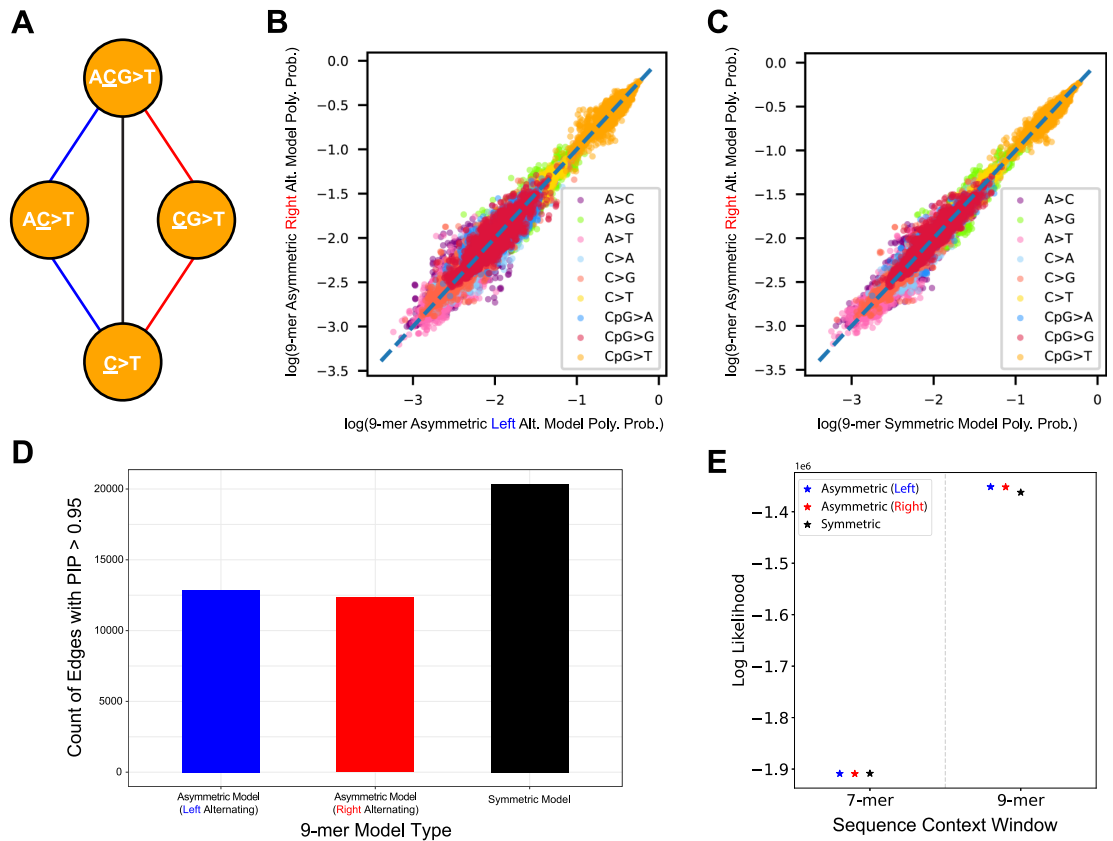 A
ACG>T
AC>T
CG>T
C>T
B
log(9-mer Asymmetric Right Alt. Model Poly. Prob.)
0.0
−0.5
−1.0
−1.5
−2.0
−2.5
−3.0
−3.5
A>C
A>G
A>T
C>A
C>G
C>T
CpG>A
CpG>G
CpG>T
−3
−2
−1
0
log(9-mer Asymmetric Left Alt. Model Poly. Prob.)
C
log(9-mer Asymmetric Right Alt. Model Poly. Prob.)
0.0
−0.5
−1.0
−1.5
−2.0
−2.5
−3.0
−3.5
A>C
A>G
A>T
C>A
C>G
C>T
CpG>A
CpG>G
CpG>T
−3
−2
−1
0
log(9-mer Symmetric Model Poly. Prob.)
D
Count of Edges with PIP > 0.95
20000
15000
10000
5000
0
Asymmetric Model
(Left Alternating)
Asymmetric Model
(Right Alternating)
Symmetric Model
9-mer Model Type
E
1e6
Asymmetric (Left)
Asymmetric (Right)
Symmetric
Log Likelihood
−1.4
−1.5
−1.6
−1.7
−1.8
−1.9
7-mer
9-mer
Sequence Context Window